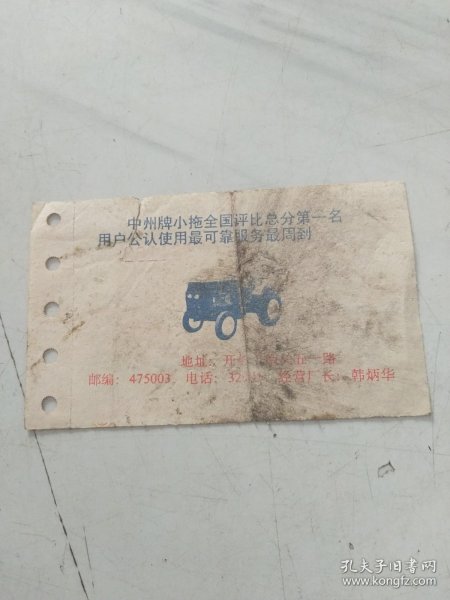 中州牌小拖全国评比总分第一名
用户公认使用最可靠服务最周到
地址：开
邮编：475003 电话：32 经营厂长：韩炳华
孔夫子旧书网
www.kongfz.com